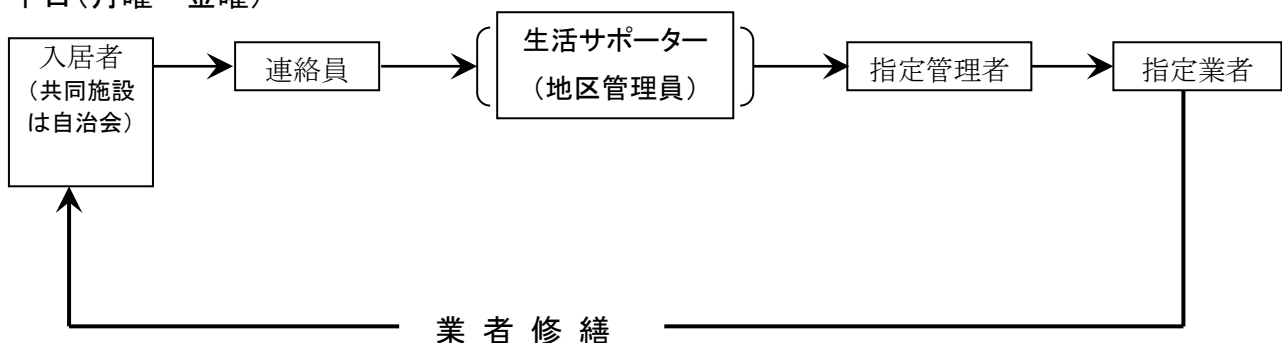 入居者
（共同施設
は自治会）
連絡員
生活サポーター
（地区管理員）
指定管理者
指定業者
業 者 修 繕